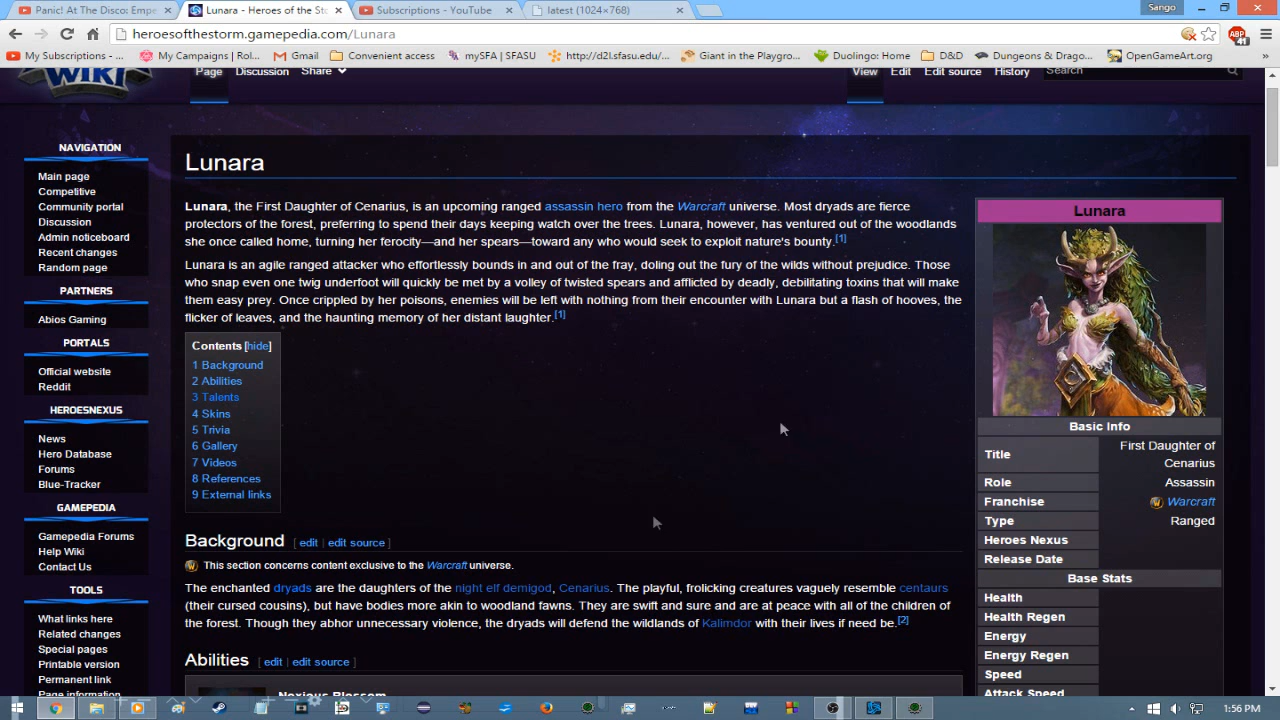 Panic! At The Disco: Empe
Lunara - Heroes of the Sto
Subscriptions - YouTube
latest (1024×768)
Sango
heroesofthestorm.gamepedia.com/Lunara
ABP
41
My Subscriptions - ...
My Campaigns | Rol...
Gmail
Convenient access
mySFA | SFASU
http://d2l.sfasu.edu/...
Giant in the Playgro...
Duolingo: Home
D&D
Dungeons & Drago...
OpenGameArt.org
»
WIKI
Page
Discussion
Share
View
Edit
Edit source
History
Search
NAVIGATION
Main page
Competitive
Community portal
Discussion
Admin noticeboard
Recent changes
Random page
PARTNERS
Abios Gaming
PORTALS
Official website
Reddit
HEROESNEXUS
News
Hero Database
Forums
Blue-Tracker
GAMEPEDIA
Gamepedia Forums
Help Wiki
Contact Us
TOOLS
What links here
Related changes
Special pages
Printable version
Permanent link
Page information
Lunara
Lunara, the First Daughter of Cenarius, is an upcoming ranged assassin hero from the Warcraft universe. Most dryads are fierce
protectors of the forest, preferring to spend their days keeping watch over the trees. Lunara, however, has ventured out of the woodlands
she once called home, turning her ferocity—and her spears—toward any who would seek to exploit nature's bounty.[1]
Lunara is an agile ranged attacker who effortlessly bounds in and out of the fray, doling out the fury of the wilds without prejudice. Those
who snap even one twig underfoot will quickly be met by a volley of twisted spears and afflicted by deadly, debilitating toxins that will make
them easy prey. Once crippled by her poisons, enemies will be left with nothing from their encounter with Lunara but a flash of hooves, the
flicker of leaves, and the haunting memory of her distant laughter.[1]
Contents [hide]
1 Background
2 Abilities
3 Talents
4 Skins
5 Trivia
6 Gallery
7 Videos
8 References
9 External links
Background [ edit | edit source ]
This section concerns content exclusive to the Warcraft universe.
The enchanted dryads are the daughters of the night elf demigod, Cenarius. The playful, frolicking creatures vaguely resemble centaurs
(their cursed cousins), but have bodies more akin to woodland fawns. They are swift and sure and are at peace with all of the children of
the forest. Though they abhor unnecessary violence, the dryads will defend the wildlands of Kalimdor with their lives if need be.[2]
Abilities [ edit | edit source ]
Noxious Blossom
Lunara
Basic Info
Title First Daughter of
Cenarius
Role Assassin
Franchise Warcraft
Type Ranged
Heroes Nexus
Release Date
Base Stats
Health
Health Regen
Energy
Energy Regen
Speed
Attack Speed
1:56 PM